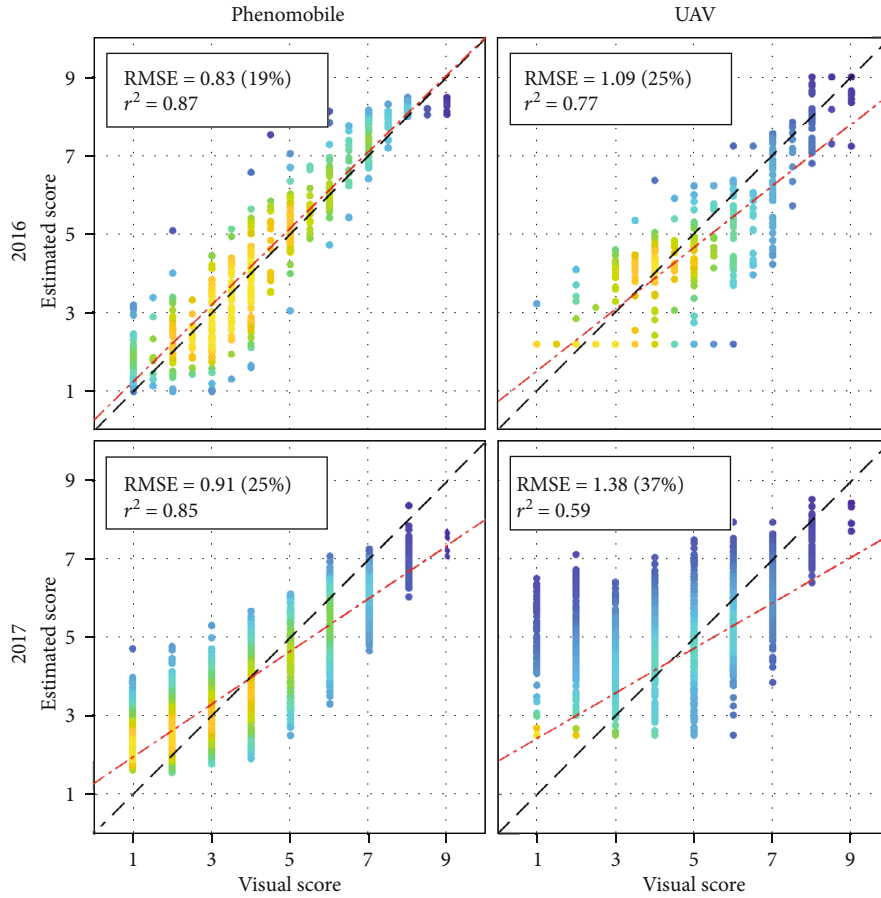 Phenomobile
UAV
2016
Estimated score
9
7
5
3
1
RMSE = 0.83 (19%)
r² = 0.87
RMSE = 1.09 (25%)
r² = 0.77
2017
Estimated score
9
7
5
3
1
RMSE = 0.91 (25%)
r² = 0.85
RMSE = 1.38 (37%)
r² = 0.59
1 3 5 7 9
1 3 5 7 9
Visual score
Visual score